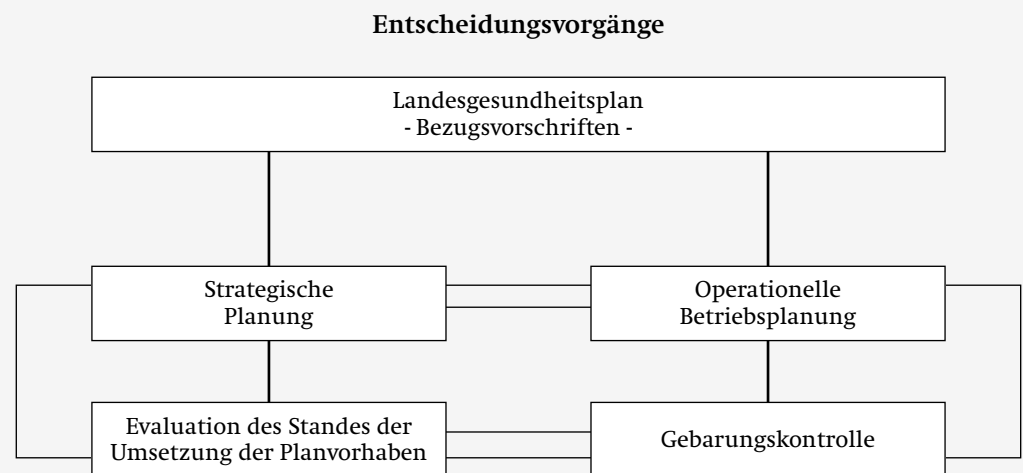 Entscheidungsvorgänge
Landesgesundheitsplan
- Bezugsvorschriften -
Strategische
Planung
Operationelle
Betriebsplanung
Evaluation des Standes der
Umsetzung der Planvorhaben
Gebarungskontrolle